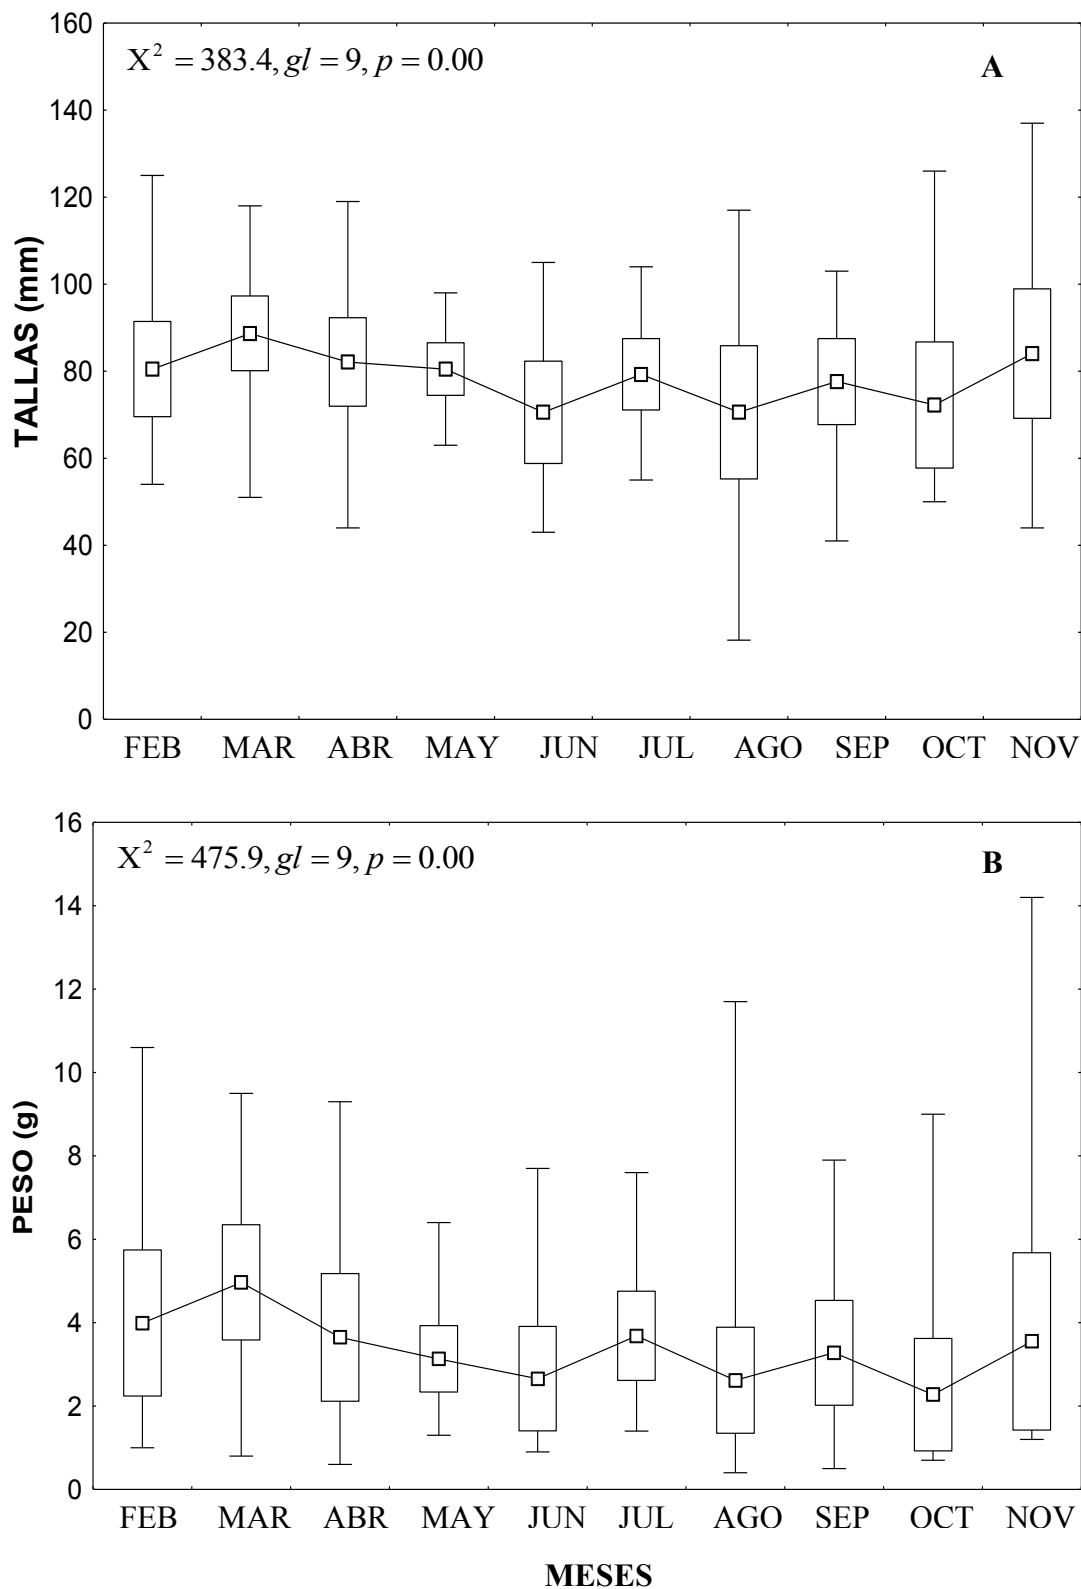 160
X² = 383.4, gl = 9, p = 0.00
A
140
120
100
80
60
40
20
0
TALLAS (mm)
FEB MAR ABR MAY JUN JUL AGO SEP OCT NOV
16
X² = 475.9, gl = 9, p = 0.00
B
14
12
10
8
6
4
2
0
PESO (g)
FEB MAR ABR MAY JUN JUL AGO SEP OCT NOV
MESES